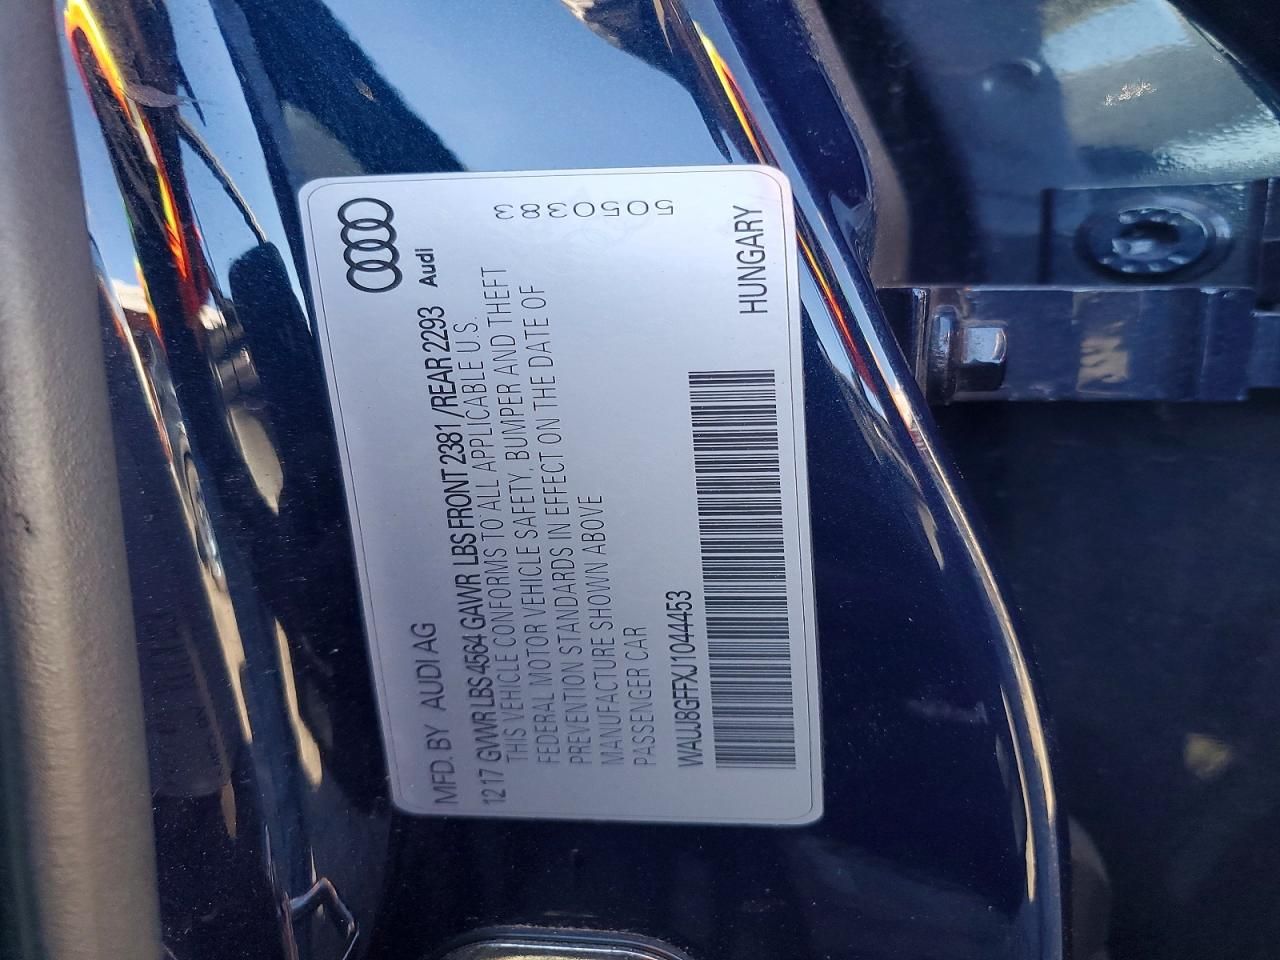 MFD. BY AUDI AG
Audi
12 17 GVWR LBS 4564 GAWR LBS FRONT 2381 / REAR 2293
THIS VEHICLE CONFORMS TO ALL APPLICABLE U.S.
FEDERAL MOTOR VEHICLE SAFETY, BUMPER AND THEFT
PREVENTION STANDARDS IN EFFECT ON THE DATE OF
MANUFACTURE SHOWN ABOVE
PASSENGER CAR
5050383
WAUJ8GFFXJ1044453
HUNGARY